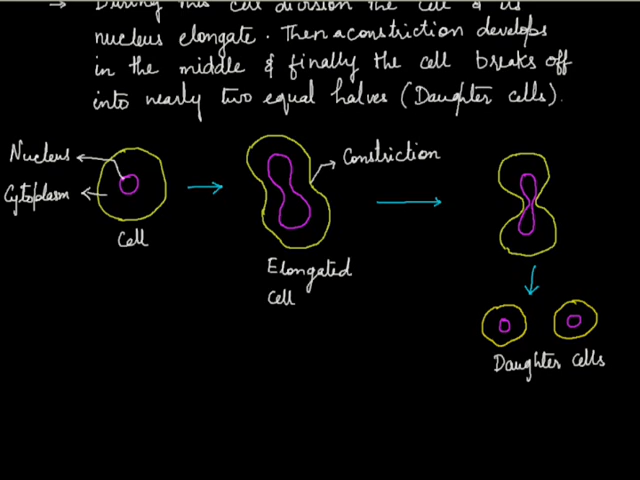 → During this cell division the cell & its
nucleus elongate. Then a constriction develops
in the middle & finally the cell breaks off
into nearly two equal halves (Daughter cells).
Nucleus
Constriction
Cytoplasm
Cell
Elongated
Cell
Daughter cells